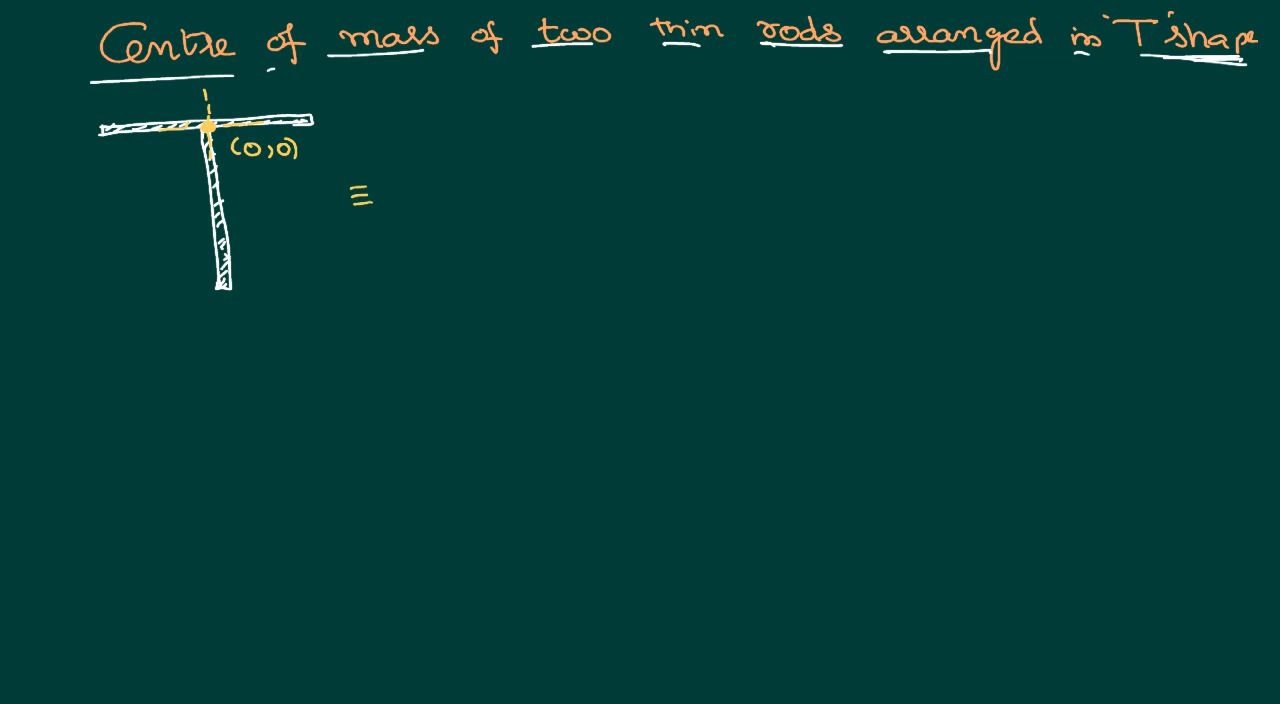 Centre of mass of two thin rods arranged in "T" shape
(0,0)
≡